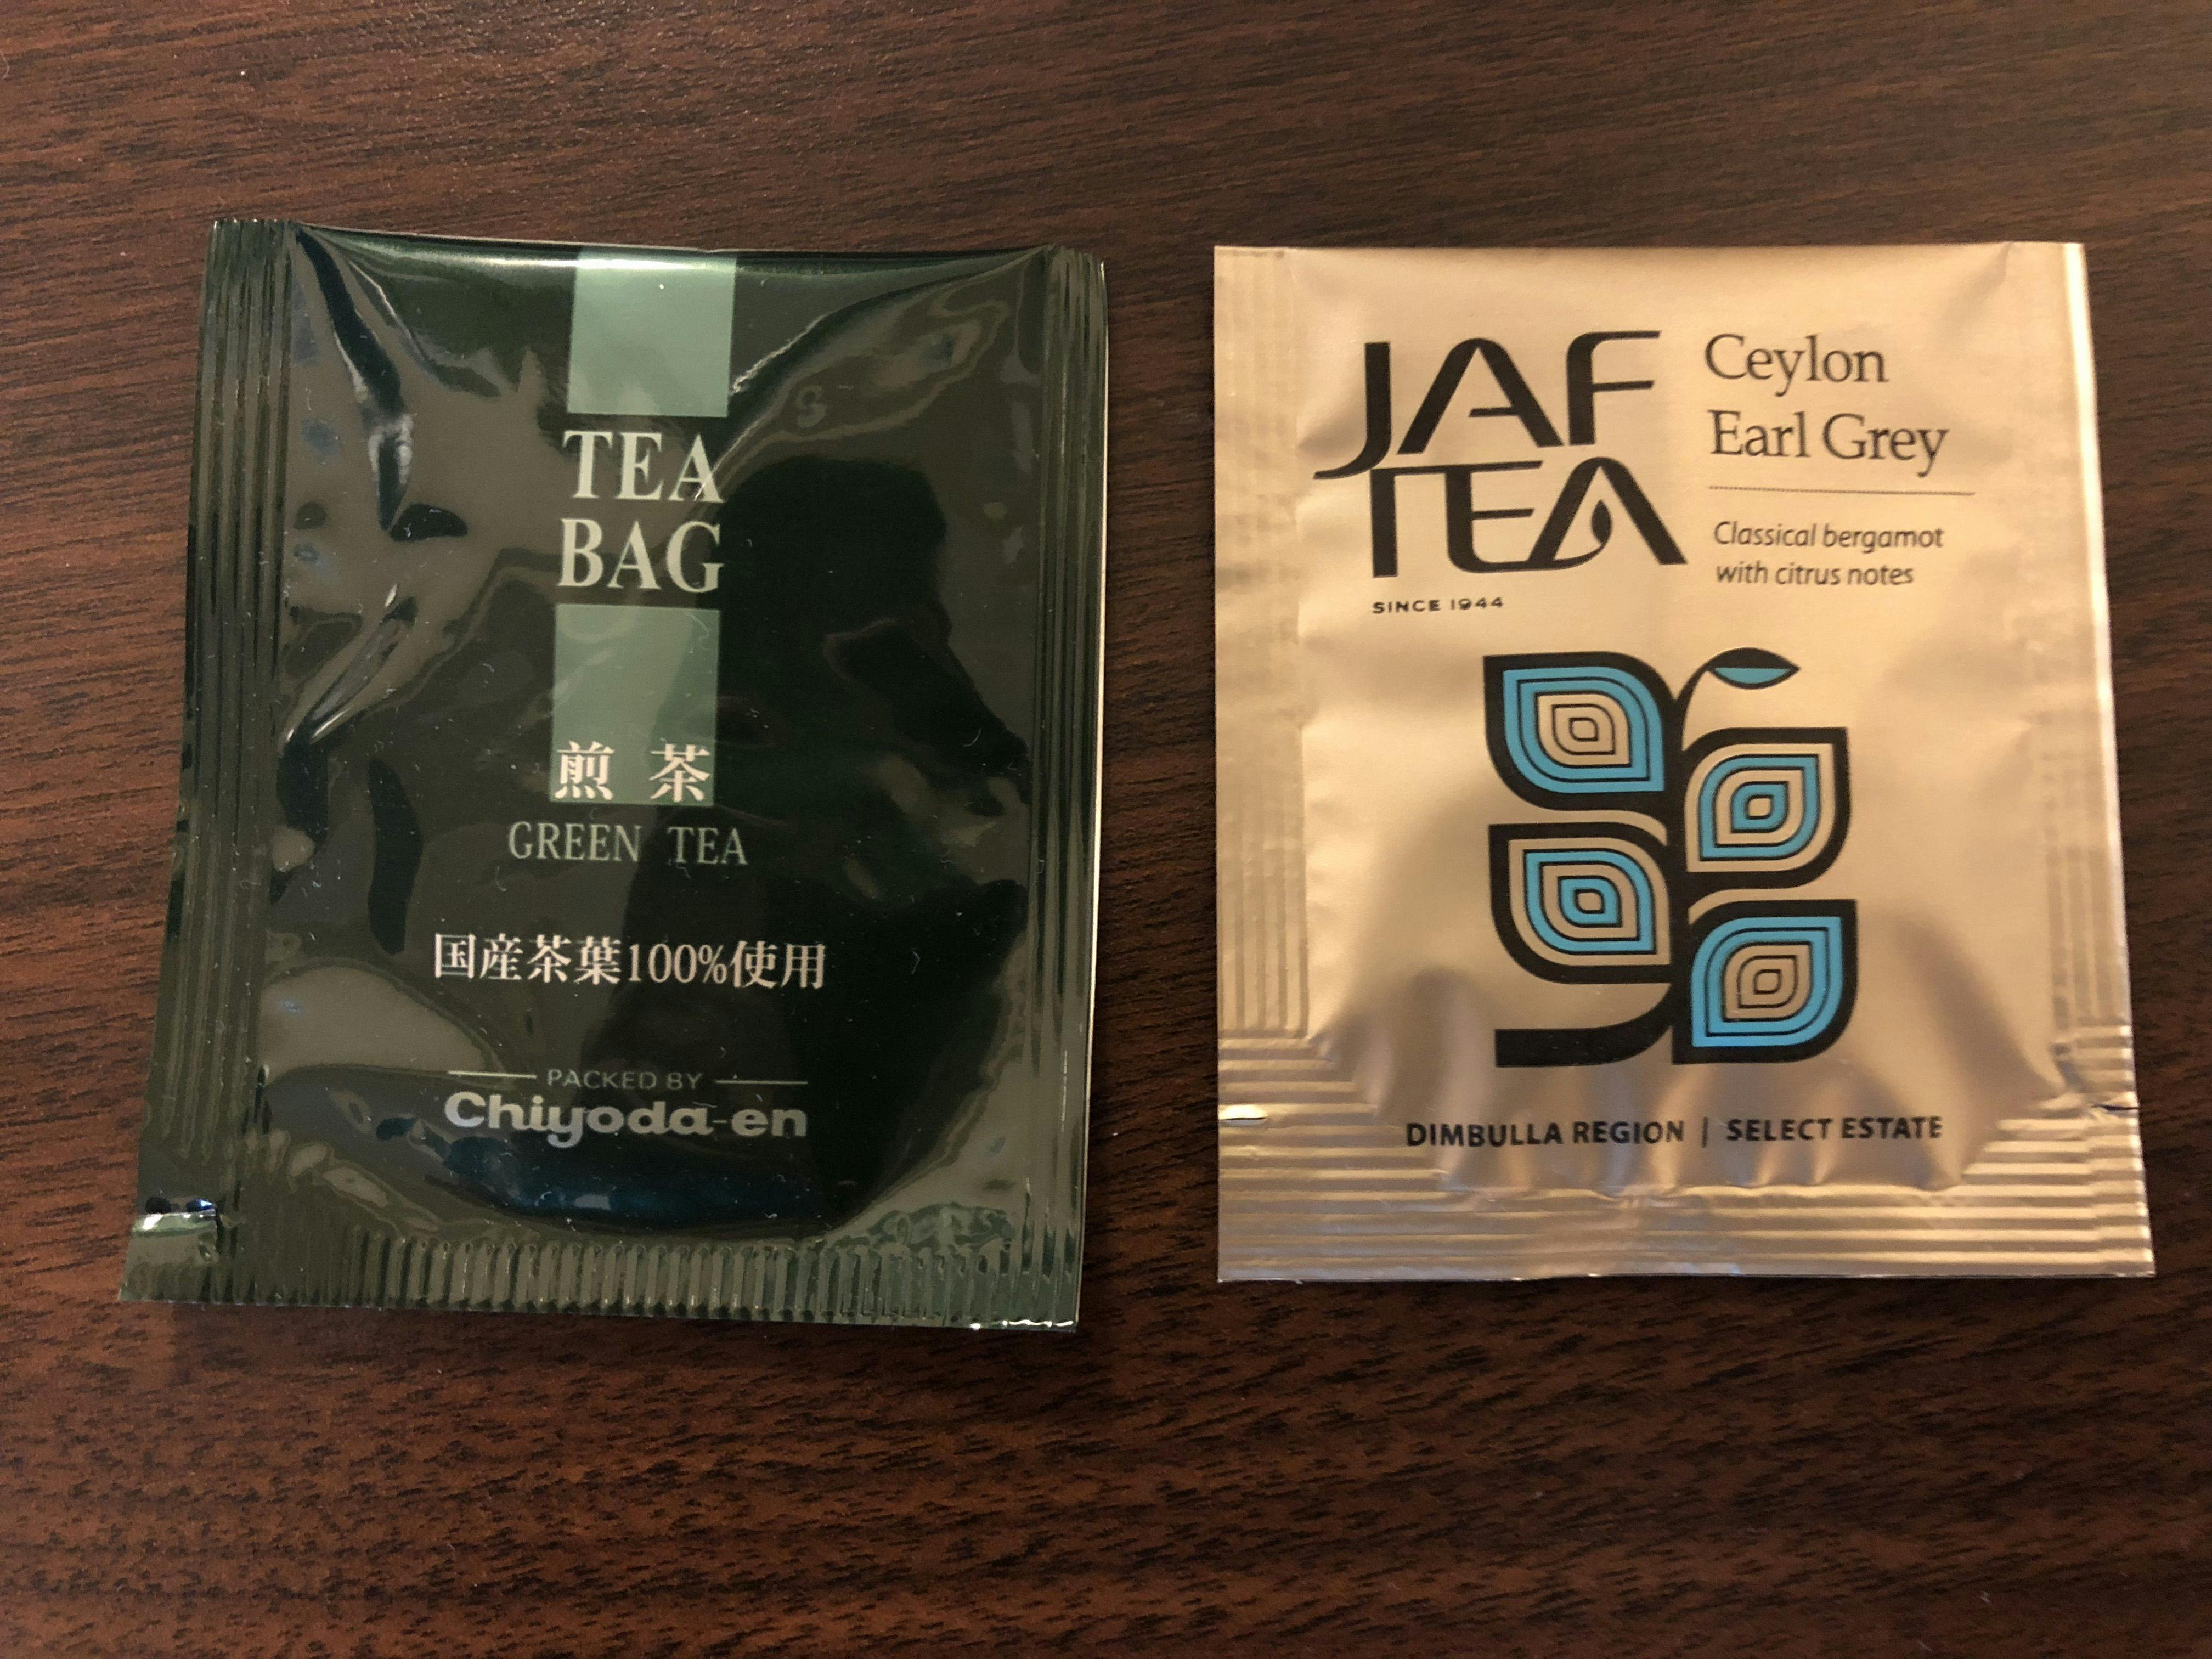 TEA
BAG
煎 茶
GREEN TEA
国産茶葉100%使用
PACKED BY
Chiyoda-en
JAF
TEA
SINCE 1944
Ceylon
Earl Grey
Classical bergamot
with citrus notes
DIMBULLA REGION | SELECT ESTATE